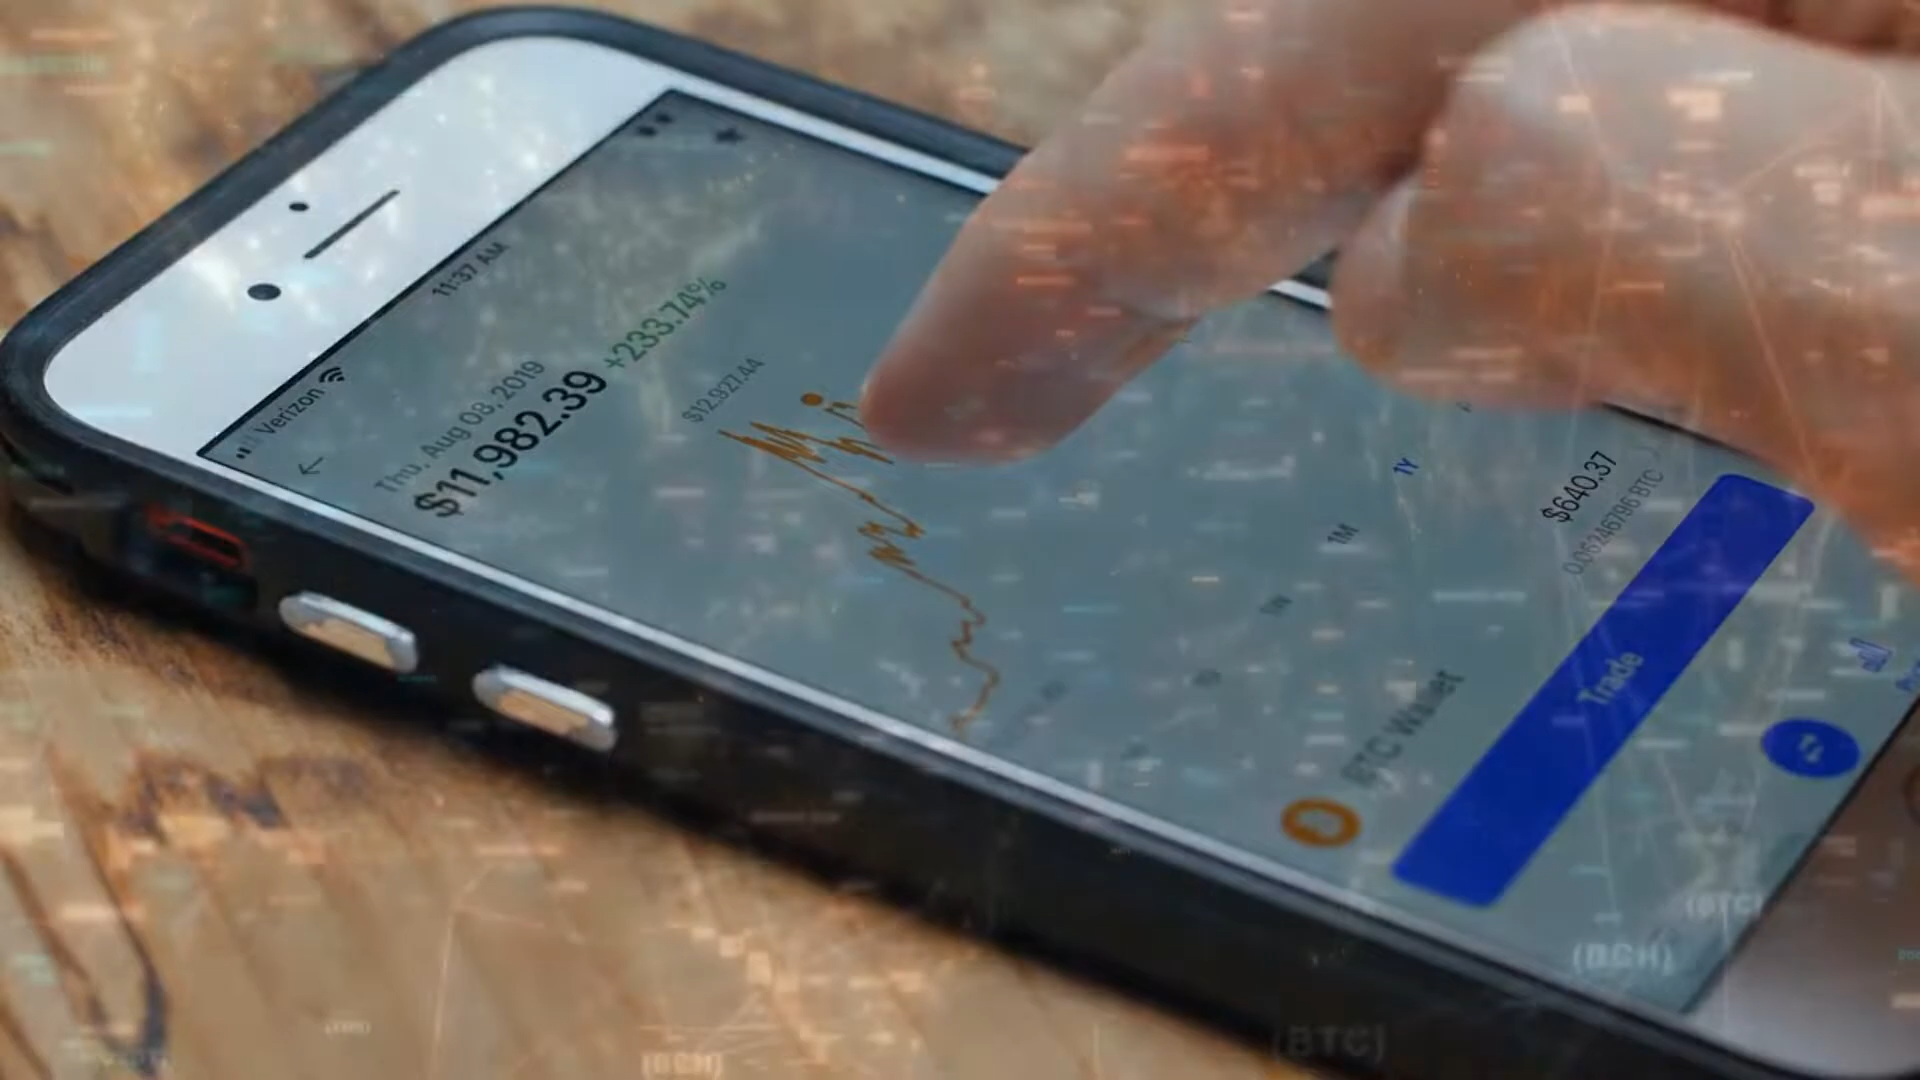 Verizon
11:37 AM
Thu, Aug 08, 2019
$11,982.39 +233.74%
$12,927.44
1M
1Y
BTC Wallet
$640.37
0.06246796 BTC
Trade
(BTC)
(BCH)
(BTC)
(BCH)